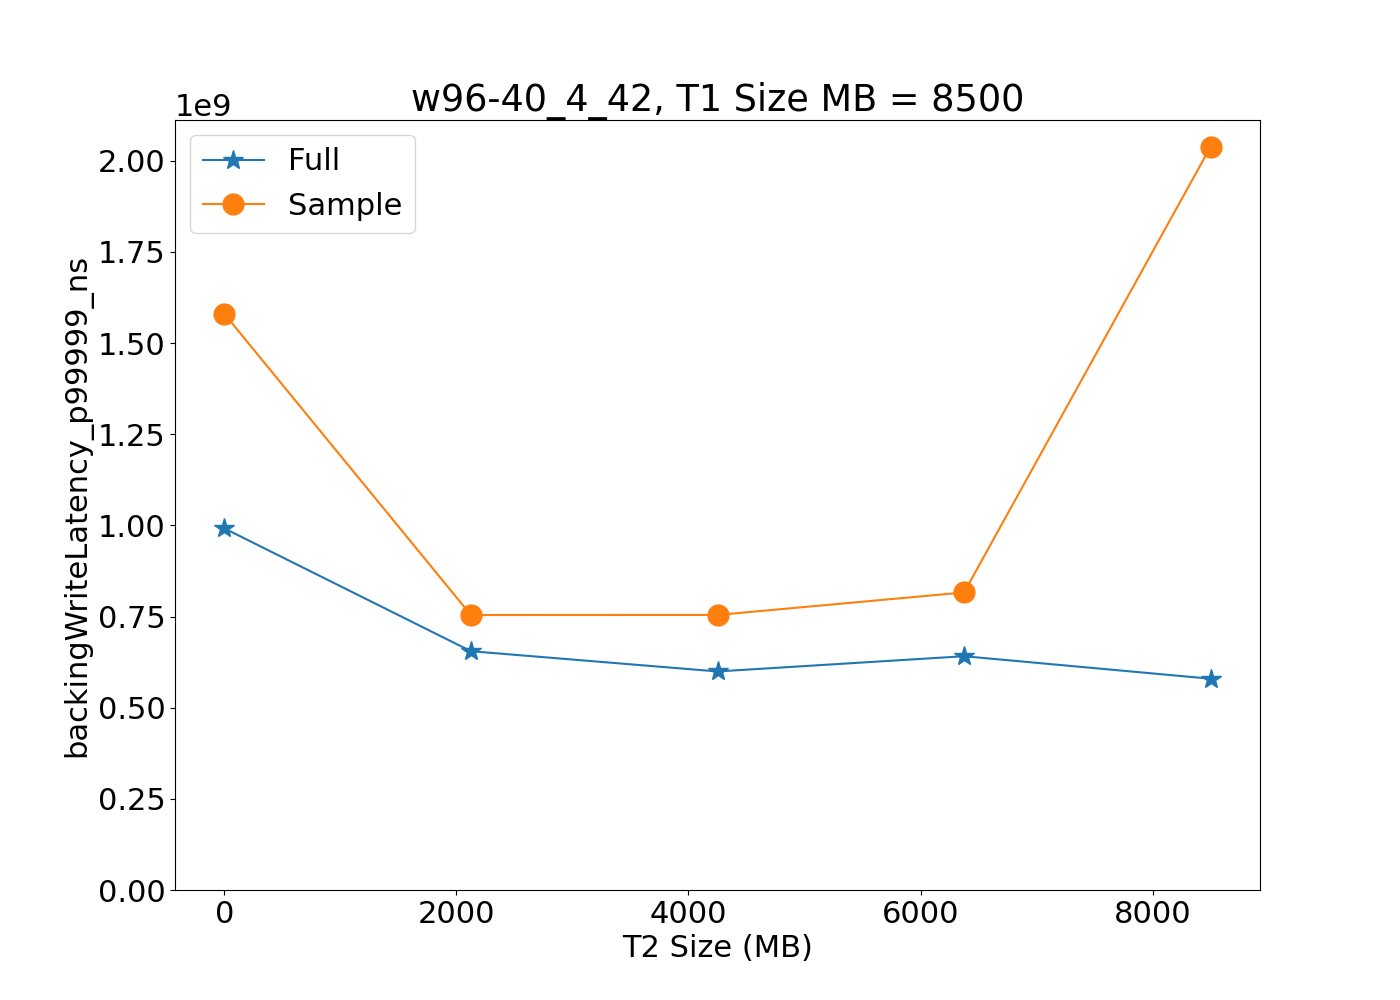 w96-40_4_42, T1 Size MB = 8500
1e9
Full
Sample
2.00
1.75
1.50
1.25
1.00
0.75
0.50
0.25
0.00
backingWriteLatency_p99999_ns
0 2000 4000 6000 8000
T2 Size (MB)